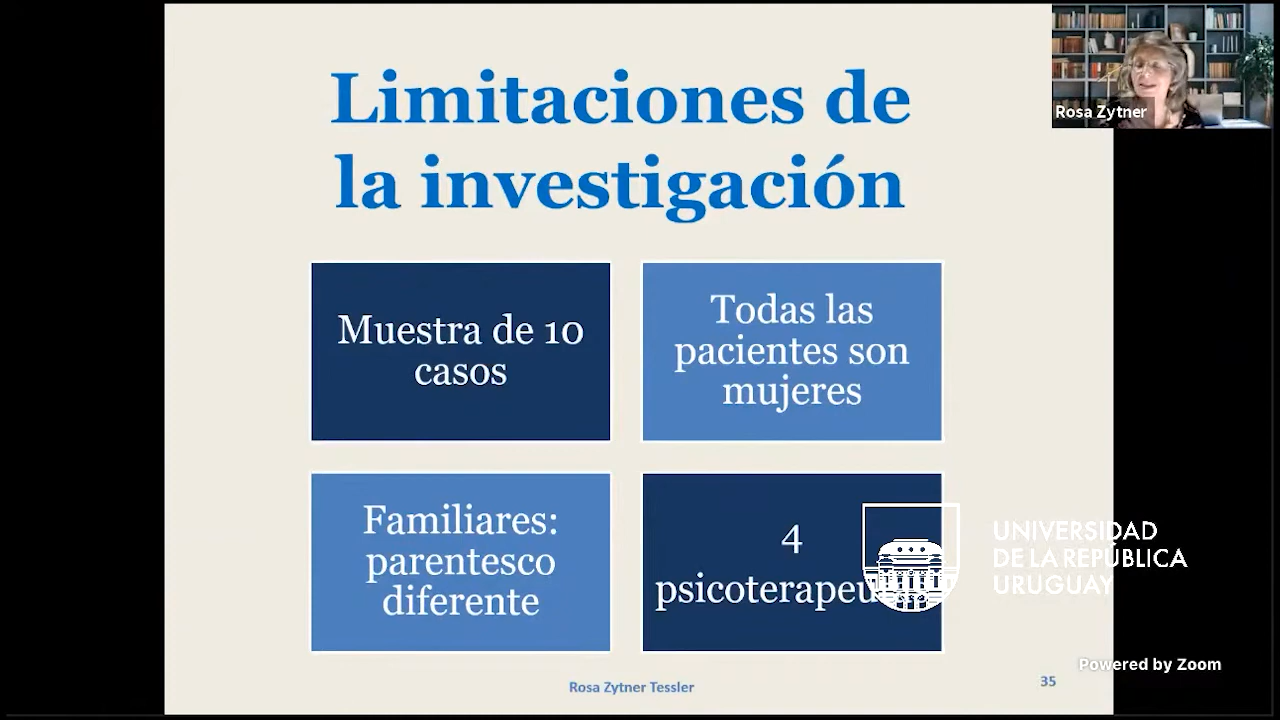 Limitaciones de
la investigación
Rosa Zytner
Muestra de 10
casos
Todas las
pacientes son
mujeres
Familiares:
parentesco
diferente
4
UNIVERSIDAD
DE LA REPÚBLICA
URUGUAY
Powered by Zoom
Rosa Zytner Tessler
35